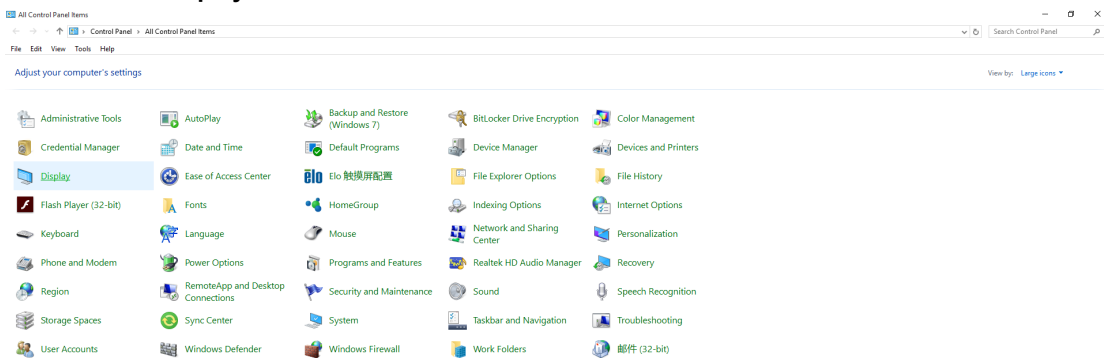 All Control Panel Items
Control Panel › All Control Panel Items
Search Control Panel
File Edit View Tools Help
Adjust your computer's settings
View by: Large icons
Administrative Tools
AutoPlay
Backup and Restore
(Windows 7)
BitLocker Drive Encryption
Color Management
Credential Manager
Date and Time
Default Programs
Device Manager
Devices and Printers
Display
Ease of Access Center
elo Elo 触摸屏配置
File Explorer Options
File History
Flash Player (32-bit)
Fonts
HomeGroup
Indexing Options
Internet Options
Keyboard
Language
Mouse
Network and Sharing
Center
Personalization
Phone and Modem
Power Options
Programs and Features
Realtek HD Audio Manager
Recovery
Region
RemoteApp and Desktop
Connections
Security and Maintenance
Sound
Speech Recognition
Storage Spaces
Sync Center
System
Taskbar and Navigation
Troubleshooting
User Accounts
Windows Defender
Windows Firewall
Work Folders
邮件 (32-bit)